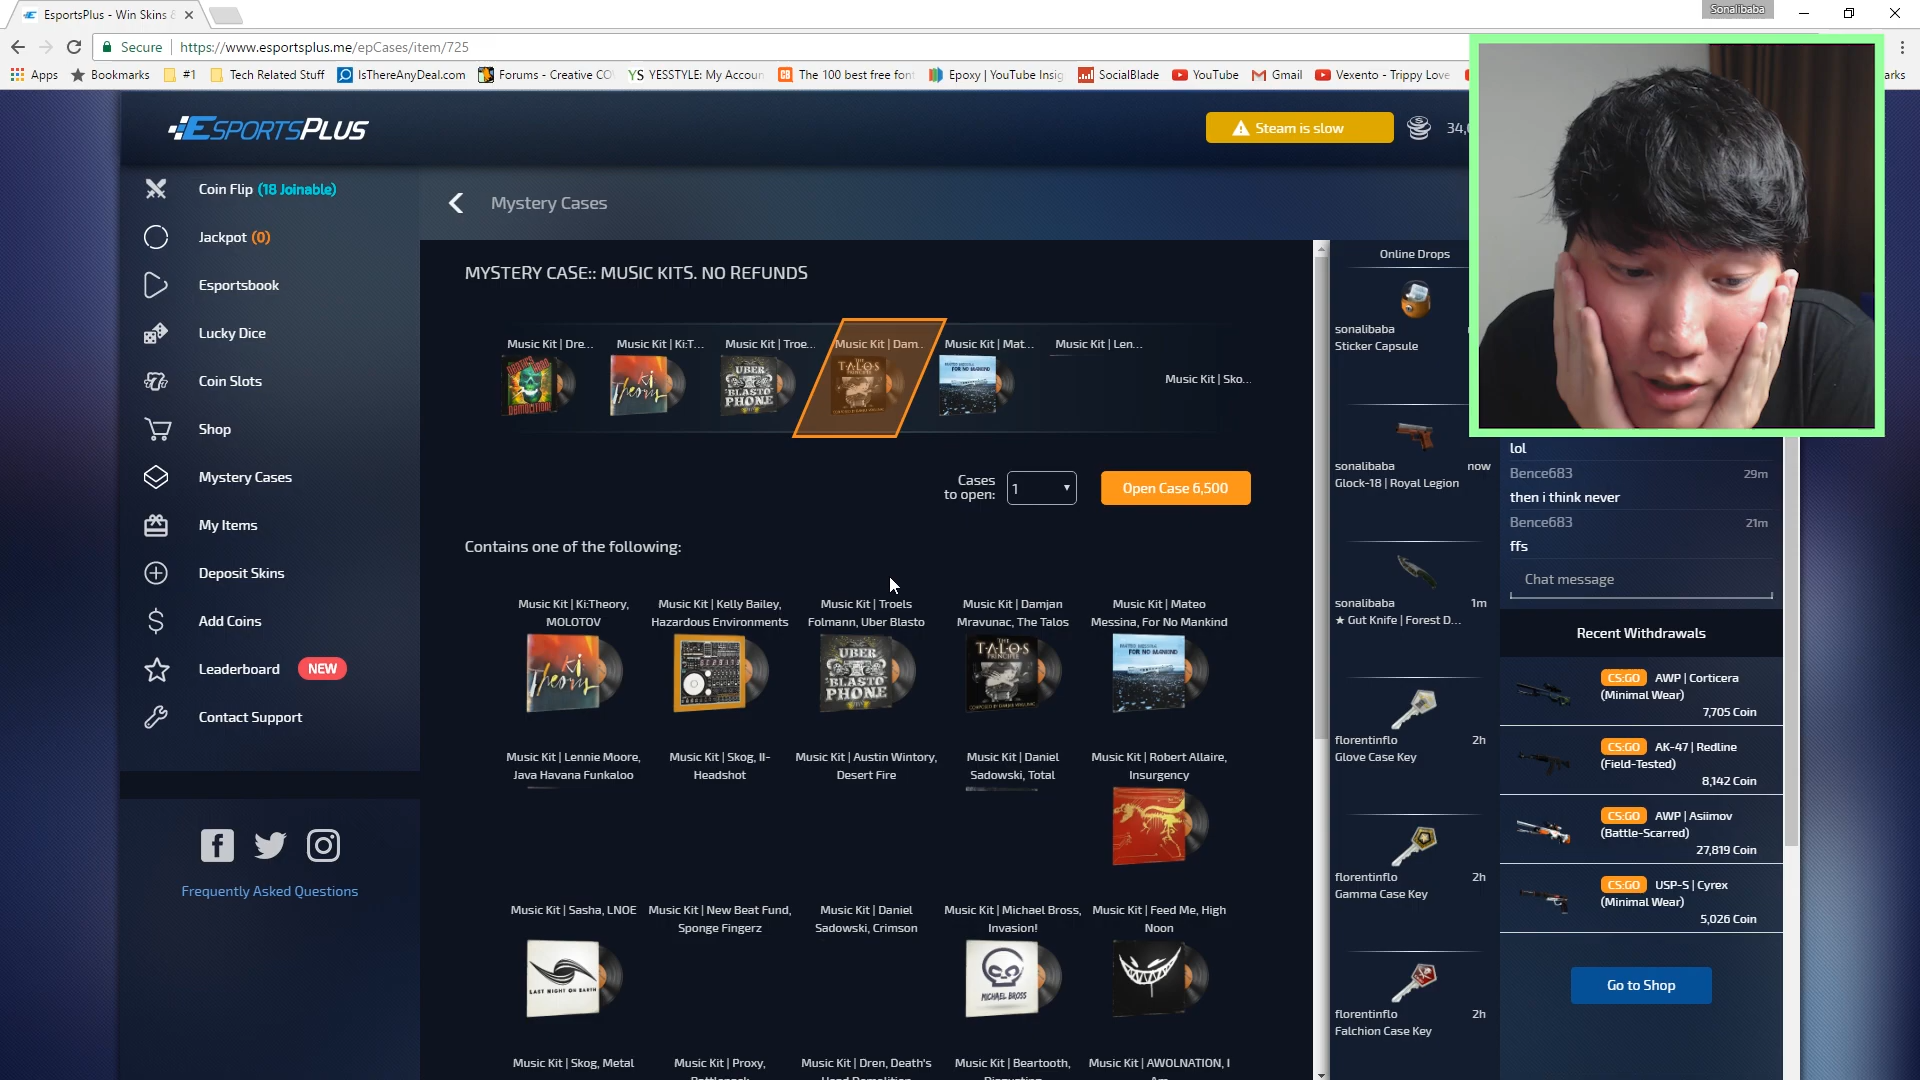 EsportsPlus - Win Skins &
Sonalibaba
Secure
https://www.esportsplus.me/epCases/item/725
Apps
Bookmarks
#1
Tech Related Stuff
IsThereAnyDeal.com
Forums - Creative CO
YESSTYLE: My Accoun
The 100 best free font
Epoxy | YouTube Insig
SocialBlade
YouTube
Gmail
Vexento - Trippy Love
arks
ESPORTSPLUS
Steam is slow
Coin Flip (18 Joinable)
Jackpot (0)
Esportsbook
Lucky Dice
Coin Slots
Shop
Mystery Cases
My Items
Deposit Skins
Add Coins
Leaderboard NEW
Contact Support
Frequently Asked Questions
Mystery Cases
MYSTERY CASE:: MUSIC KITS. NO REFUNDS
Music Kit | Dre...
Music Kit | Ki:T...
Music Kit | Troe...
Music Kit | Dam...
Music Kit | Mat...
Music Kit | Len...
Music Kit | Sko...
Cases
to open:
1
Open Case 6,500
Contains one of the following:
Music Kit | Ki:Theory,
MOLOTOV
Music Kit | Kelly Bailey,
Hazardous Environments
Music Kit | Troels
Folmann, Uber Blasto
Music Kit | Damjan
Mravunac, The Talos
Music Kit | Mateo
Messina, For No Mankind
Music Kit | Lennie Moore,
Java Havana Funkaloo
Music Kit | Skog, II-
Headshot
Music Kit | Austin Wintory,
Desert Fire
Music Kit | Daniel
Sadowski, Total
Music Kit | Robert Allaire,
Insurgency
Music Kit | Sasha, LNOE
Music Kit | New Beat Fund,
Sponge Fingerz
Music Kit | Daniel
Sadowski, Crimson
Music Kit | Michael Bross,
Invasion!
Music Kit | Feed Me, High
Noon
LAST NIGHT ON EARTH
MICHAEL BROSS
Music Kit | Skog, Metal
Music Kit | Proxy,
Music Kit | Dren, Death's
Music Kit | Beartooth,
Music Kit | AWOLNATION, I
Online Drops
sonalibaba
Sticker Capsule
sonalibaba now
Glock-18 | Royal Legion
sonalibaba 1m
★ Gut Knife | Forest D...
florentinflo 2h
Glove Case Key
florentinflo 2h
Gamma Case Key
florentinflo 2h
Falchion Case Key
lol
Bence683 29m
then i think never
Bence683 21m
ffs
Chat message
Recent Withdrawals
CS:GO AWP | Corticera
(Minimal Wear)
7,705 Coin
CS:GO AK-47 | Redline
(Field-Tested)
8,142 Coin
CS:GO AWP | Asiimov
(Battle-Scarred)
27,819 Coin
CS:GO USP-S | Cyrex
(Minimal Wear)
5,026 Coin
Go to Shop